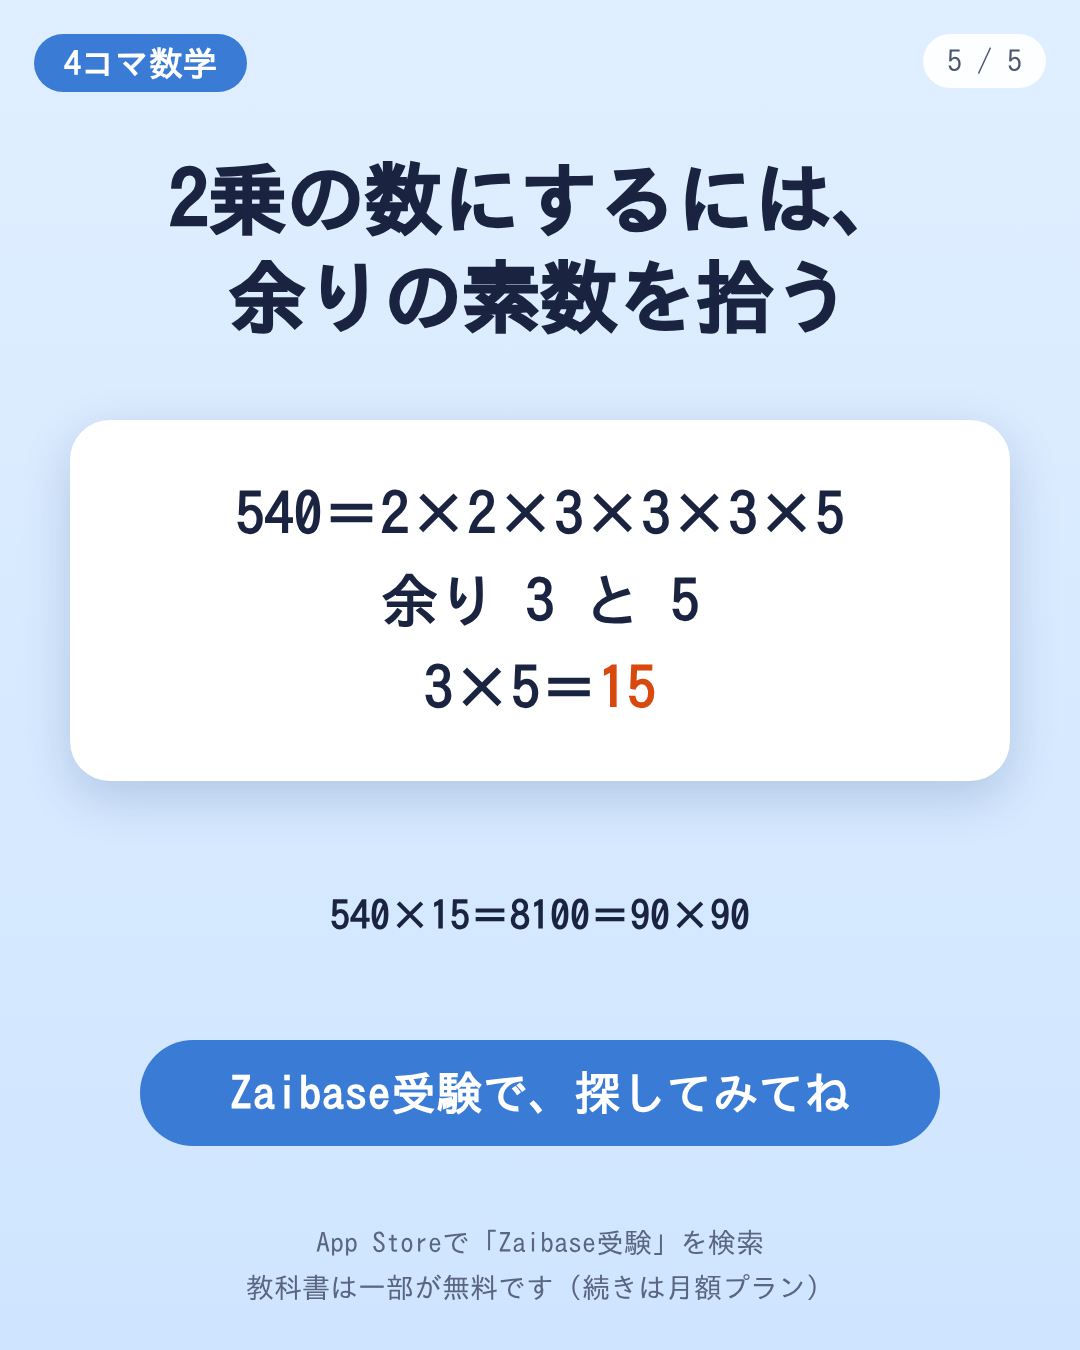 4コマ数学
5 / 5
2乗の数にするには、
余りの素数を拾う
540＝2×2×3×3×3×5
余り 3 と 5
3×5＝15
540×15＝8100＝90×90
Zaibase受験で、探してみてね
App Storeで「Zaibase受験」を検索
教科書は一部が無料です（続きは月額プラン）